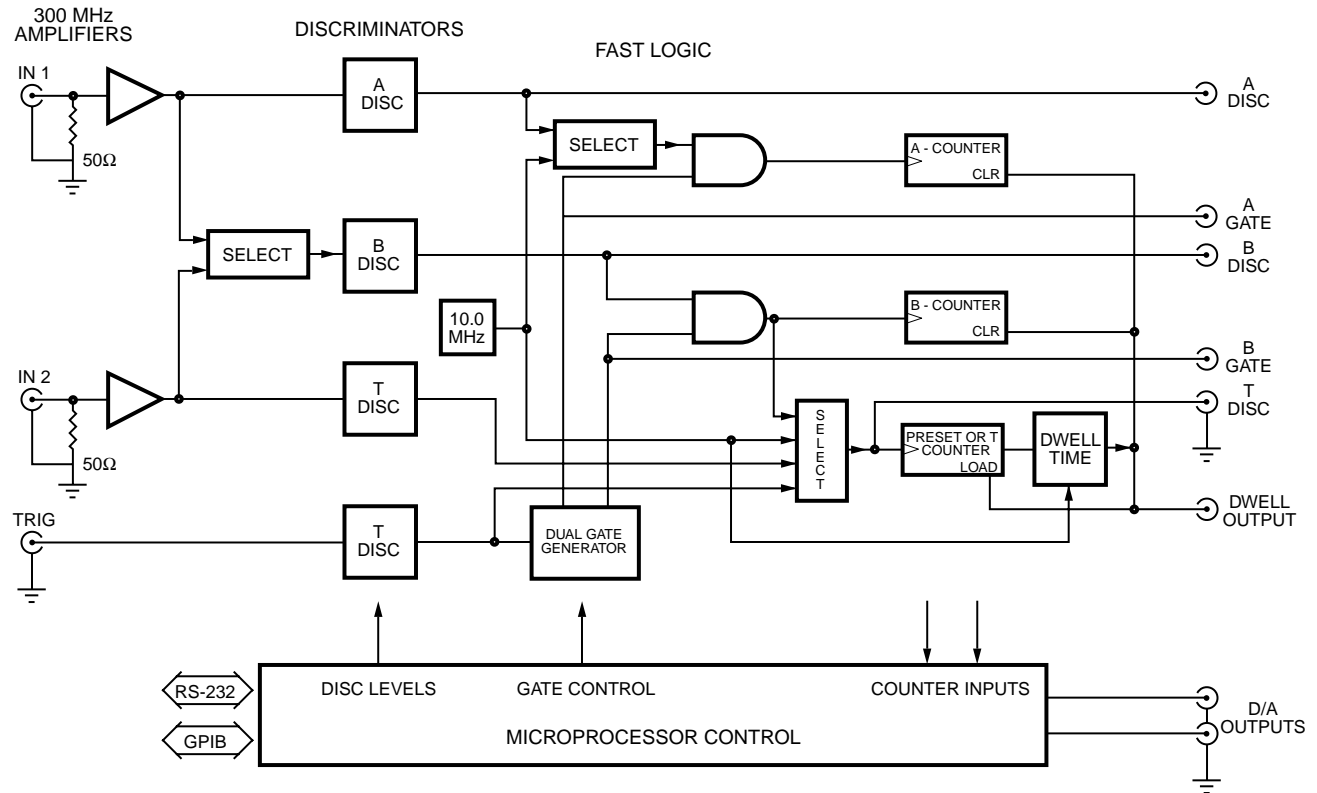 300 MHz
AMPLIFIERS
DISCRIMINATORS
FAST LOGIC
IN 1
50Ω
A
DISC
SELECT
A - COUNTER
CLR
A
DISC
A
GATE
SELECT
B
DISC
B
DISC
10.0
MHz
B - COUNTER
CLR
B
GATE
IN 2
50Ω
T
DISC
SELECT
PRESET OR T
COUNTER
LOAD
DWELL
TIME
T
DISC
TRIG
T
DISC
DUAL GATE
GENERATOR
DWELL
OUTPUT
RS-232
GPIB
DISC LEVELS
GATE CONTROL
COUNTER INPUTS
MICROPROCESSOR CONTROL
D/A
OUTPUTS